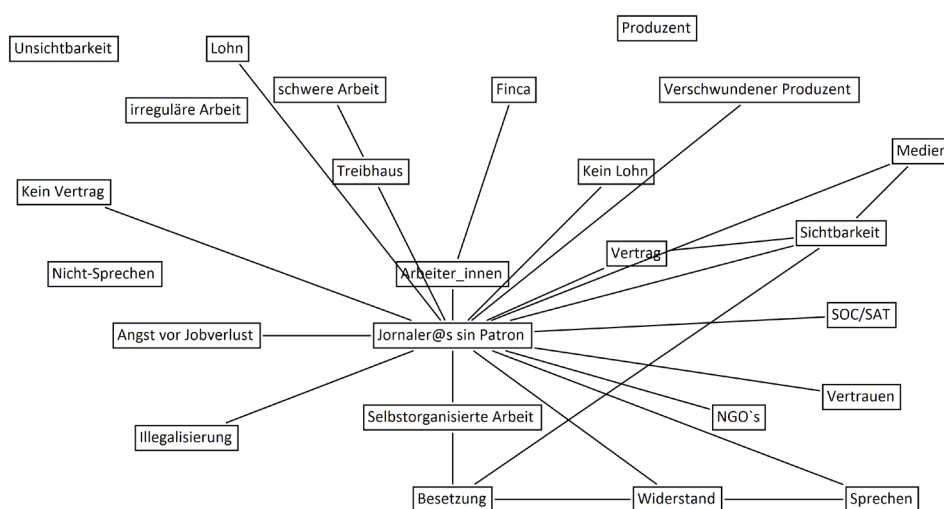 Produzent
Unsichtbarkeit
Lohn
schwere Arbeit
Finca
Verschwundener Produzent
irreguläre Arbeit
Medien
Treibhaus
Kein Lohn
Kein Vertrag
Sichtbarkeit
Vertrag
Nicht-Sprechen
Arbeiter_innen
SOC/SAT
Angst vor Jobverlust
Jornaler@s sin Patron
Vertrauen
Selbstorganisierte Arbeit
NGO`s
Illegalisierung
Besetzung
Widerstand
Sprechen